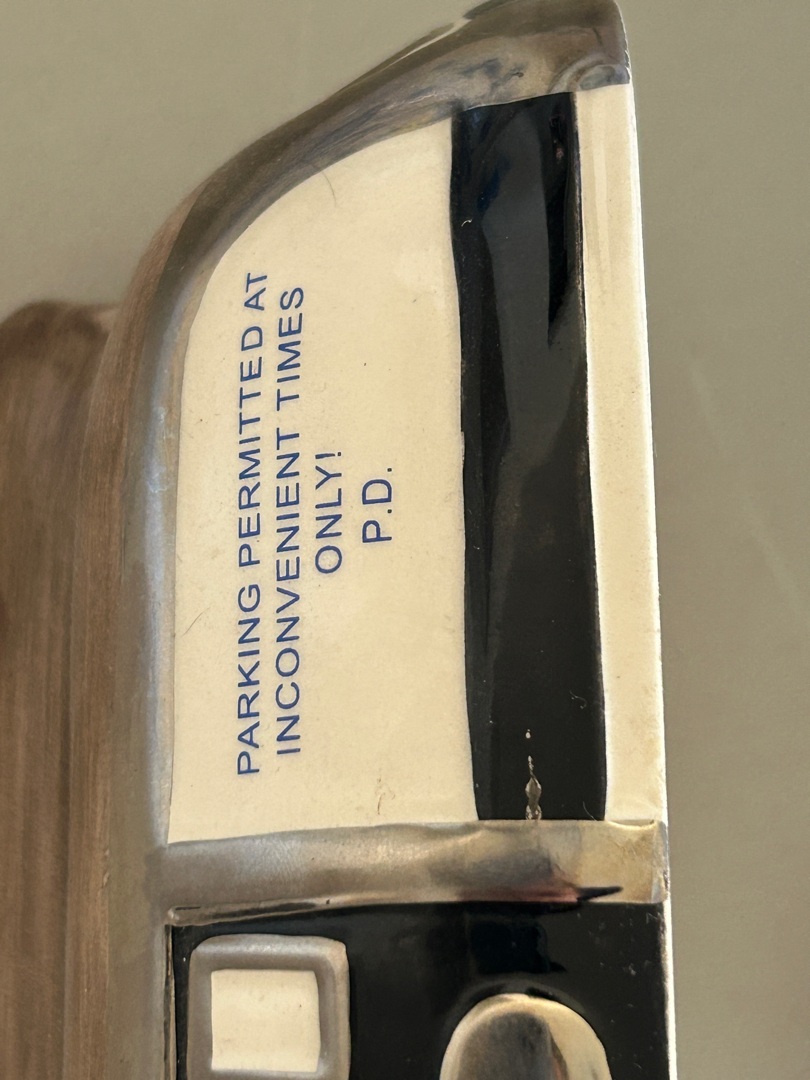 PARKING PERMITTED AT
INCONVENIENT TIMES
ONLY!
P.D.